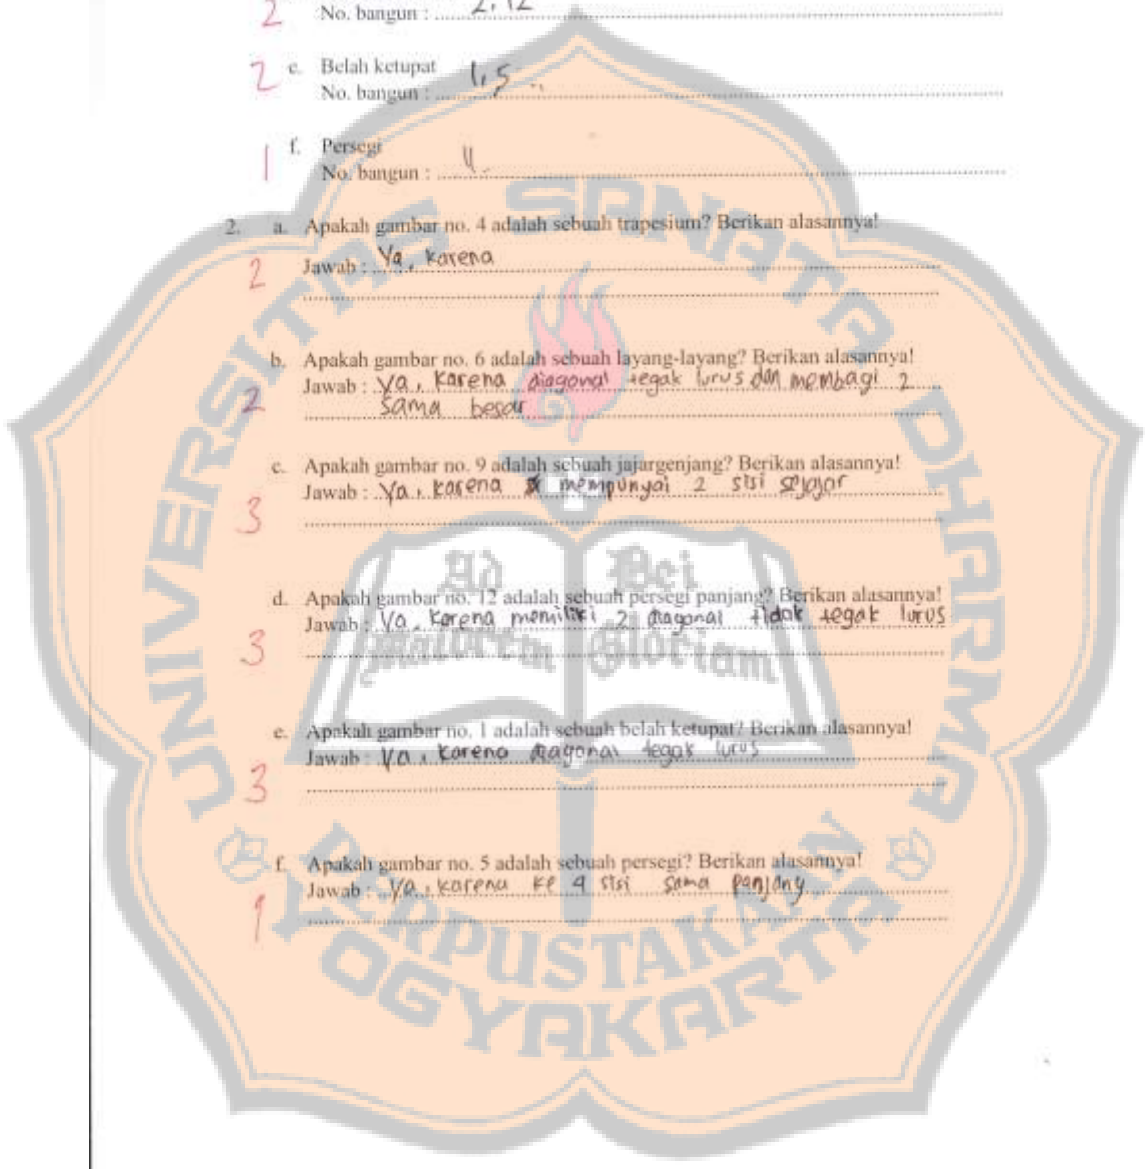 2 No. bangun : 2, 12
2 e. Belah ketupat
No. bangun : 1, 5
1 f. Persegi
No. bangun : 11
2. a. Apakah gambar no. 4 adalah sebuah trapesium? Berikan alasannya!
2 Jawab : Ya, karena
b. Apakah gambar no. 6 adalah sebuah layang-layang? Berikan alasannya!
Jawab : Ya, karena diagonal tegak lurus dan membagi 2
2 sama besar
c. Apakah gambar no. 9 adalah sebuah jajargenjang? Berikan alasannya!
Jawab : Ya, karena mempunyai 2 sisi sejajar
3
d. Apakah gambar no. 12 adalah sebuah persegi panjang? Berikan alasannya!
Jawab : Ya, karena memiliki 2 diagonal tidak tegak lurus
3
e. Apakah gambar no. 1 adalah sebuah belah ketupat? Berikan alasannya!
Jawab : Ya, karena diagonal tegak lurus
3
f. Apakah gambar no. 5 adalah sebuah persegi? Berikan alasannya!
Jawab : Ya, karena ke 4 sisi sama panjang
1
UNIVERSITAS SANATA DHARMA
YOGYAKARTA
PERPUSTAKAAN
Ad Dei
Maiorem Gloriam